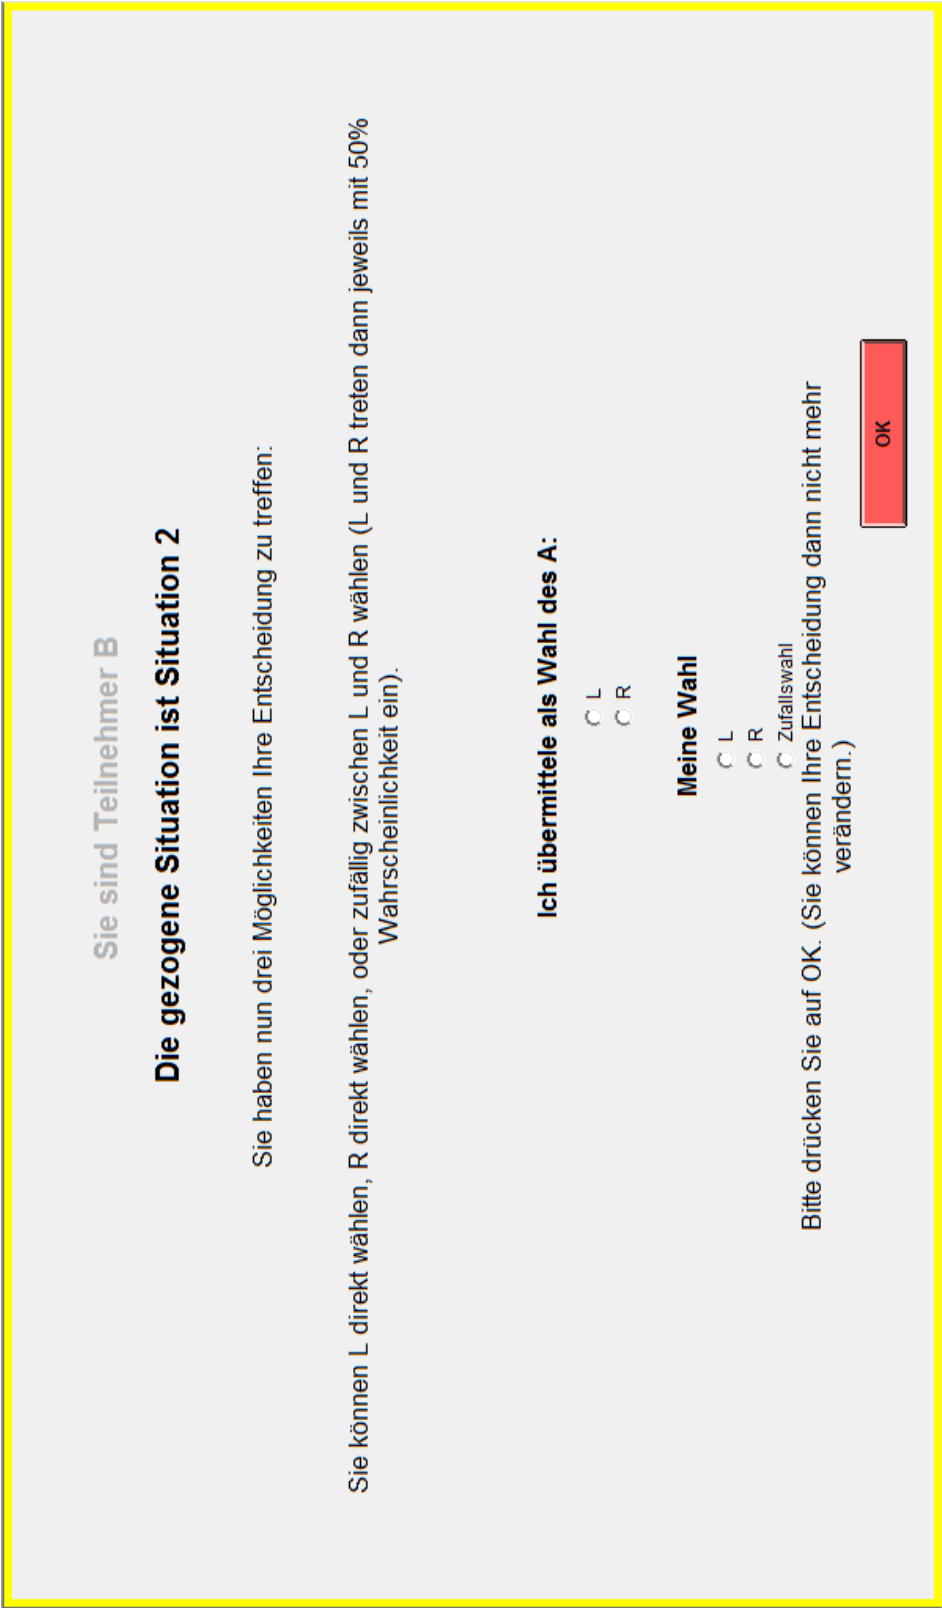 Sie sind Teilnehmer B
Die gezogene Situation ist Situation 2
Sie haben nun drei Möglichkeiten Ihre Entscheidung zu treffen:
Sie können L direkt wählen, R direkt wählen, oder zufällig zwischen L und R wählen (L und R treten dann jeweils mit 50%
Wahrscheinlichkeit ein).
Ich übermittele als Wahl des A:
L
R
Meine Wahl
L
R
Zufallswahl
Bitte drücken Sie auf OK. (Sie können Ihre Entscheidung dann nicht mehr
verändern.)
OK